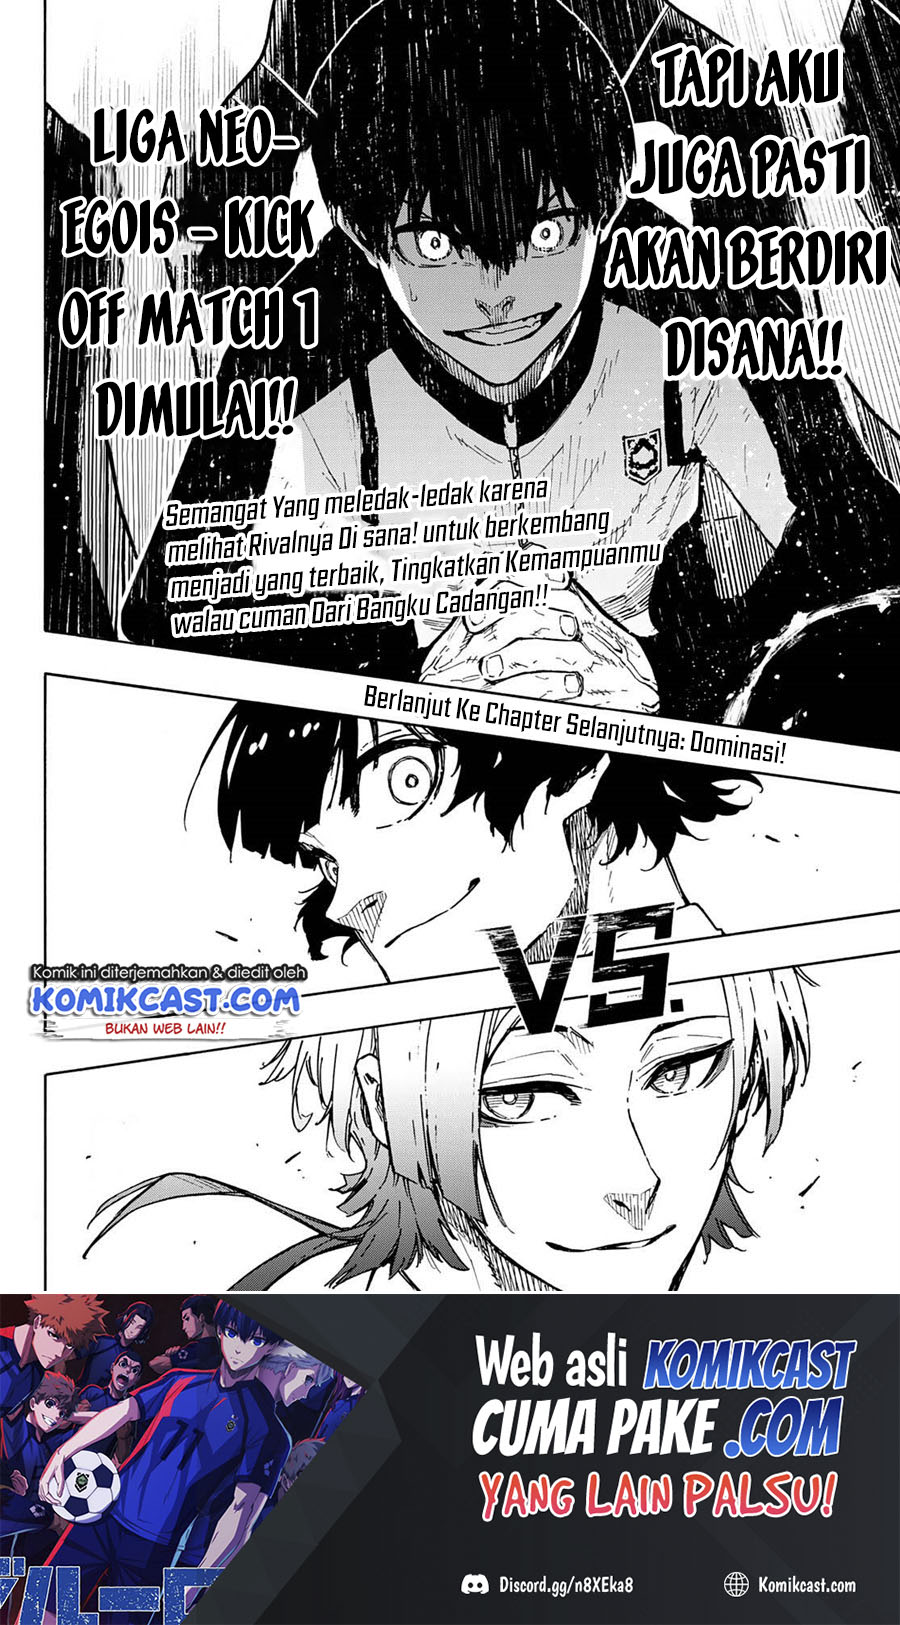 TAPI AKU
JUGA PASTI
AKAN BERDIRI
DISANA!!
LIGA NEO-
EGOIS - KICK
OFF MATCH 1
DIMULAI!!
Semangat Yang meledak-ledak karena
melihat Rivalnya Di sana! untuk berkembang
menjadi yang terbaik, Tingkatkan Kemampuanmu
walau cuman Dari Bangku Cadangan!!
Berlanjut Ke Chapter Selanjutnya: Dominasi!
VS.
Komik ini diterjemahkan & diedit oleh
KOMIKCAST.COM
BUKAN WEB LAIN!!
Web asli KOMIKCAST
CUMA PAKE .COM
YANG LAIN PALSU!
Discord.gg/n8XEka8
Komikcast.com